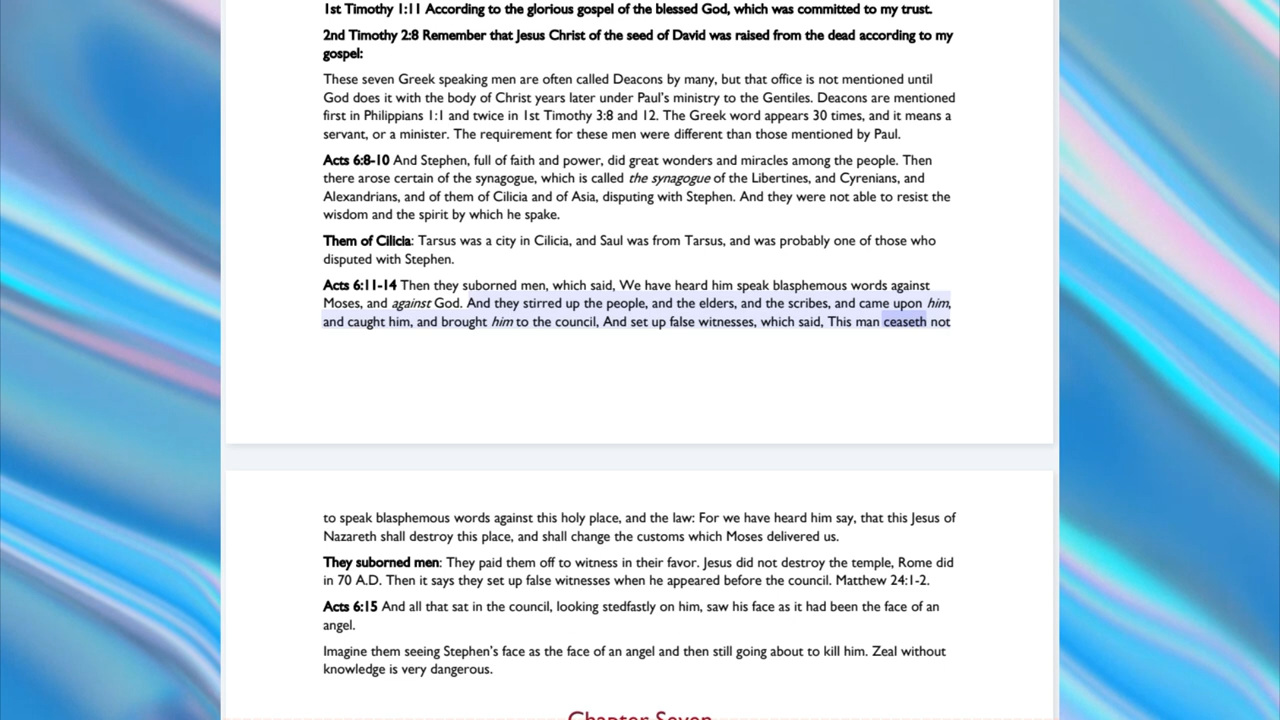 1st Timothy 1:11 According to the glorious gospel of the blessed God, which was committed to my trust.
2nd Timothy 2:8 Remember that Jesus Christ of the seed of David was raised from the dead according to my
gospel:
These seven Greek speaking men are often called Deacons by many, but that office is not mentioned until
God does it with the body of Christ years later under Paul's ministry to the Gentiles. Deacons are mentioned
first in Philippians 1:1 and twice in 1st Timothy 3:8 and 12. The Greek word appears 30 times, and it means a
servant, or a minister. The requirement for these men were different than those mentioned by Paul.
Acts 6:8-10 And Stephen, full of faith and power, did great wonders and miracles among the people. Then
there arose certain of the synagogue, which is called the synagogue of the Libertines, and Cyrenians, and
Alexandrians, and of them of Cilicia and of Asia, disputing with Stephen. And they were not able to resist the
wisdom and the spirit by which he spake.
Them of Cilicia: Tarsus was a city in Cilicia, and Saul was from Tarsus, and was probably one of those who
disputed with Stephen.
Acts 6:11-14 Then they suborned men, which said, We have heard him speak blasphemous words against
Moses, and against God. And they stirred up the people, and the elders, and the scribes, and came upon him,
and caught him, and brought him to the council, And set up false witnesses, which said, This man ceaseth not
to speak blasphemous words against this holy place, and the law: For we have heard him say, that this Jesus of
Nazareth shall destroy this place, and shall change the customs which Moses delivered us.
They suborned men: They paid them off to witness in their favor. Jesus did not destroy the temple, Rome did
in 70 A.D. Then it says they set up false witnesses when he appeared before the council. Matthew 24:1-2.
Acts 6:15 And all that sat in the council, looking stedfastly on him, saw his face as it had been the face of an
angel.
Imagine them seeing Stephen's face as the face of an angel and then still going about to kill him. Zeal without
knowledge is very dangerous.
Chapter Seven